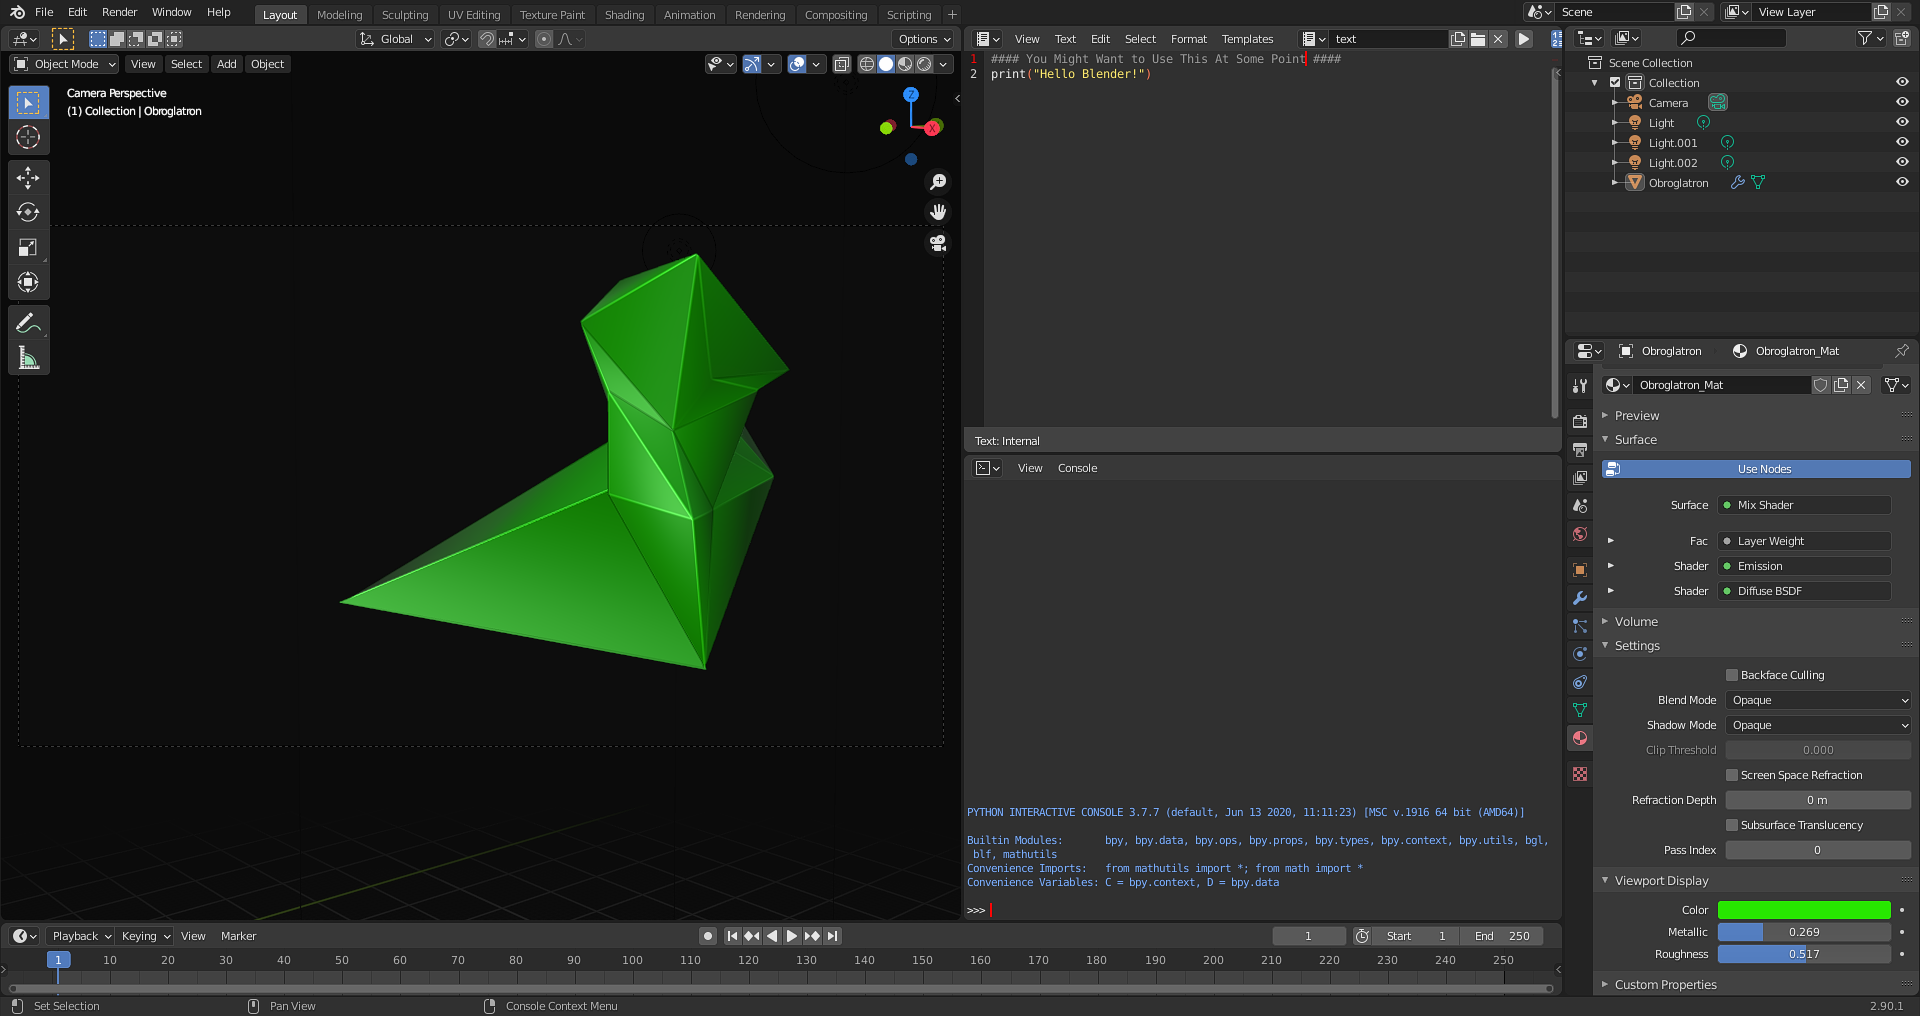 File Edit Render Window Help
Layout Modeling Sculpting UV Editing Texture Paint Shading Animation Rendering Compositing Scripting +
Scene
View Layer
Global
Options
Object Mode View Select Add Object
Camera Perspective
(1) Collection | Obroglatron
Z
X
View Text Edit Select Format Templates
text
1 #### You Might Want to Use This At Some Point ####
2 print("Hello Blender!")
Text: Internal
View Console
PYTHON INTERACTIVE CONSOLE 3.7.7 (default, Jun 13 2020, 11:11:23) [MSC v.1916 64 bit (AMD64)]
Builtin Modules: bpy, bpy.data, bpy.ops, bpy.props, bpy.types, bpy.context, bpy.utils, bgl,
blf, mathutils
Convenience Imports: from mathutils import *; from math import *
Convenience Variables: C = bpy.context, D = bpy.data
>>>
Scene Collection
Collection
Camera
Light
Light.001
Light.002
Obroglatron
Obroglatron Obroglatron_Mat
Obroglatron_Mat
Preview
Surface
Use Nodes
Surface Mix Shader
Fac Layer Weight
Shader Emission
Shader Diffuse BSDF
Volume
Settings
Backface Culling
Blend Mode Opaque
Shadow Mode Opaque
Clip Threshold 0.000
Screen Space Refraction
Refraction Depth 0 m
Subsurface Translucency
Pass Index 0
Viewport Display
Color
Metallic 0.269
Roughness 0.517
Custom Properties
Playback Keying View Marker
1
Start 1
End 250
1 10 20 30 40 50 60 70 80 90 100 110 120 130 140 150 160 170 180 190 200 210 220 230 240 250
Set Selection
Pan View
Console Context Menu
2.90.1